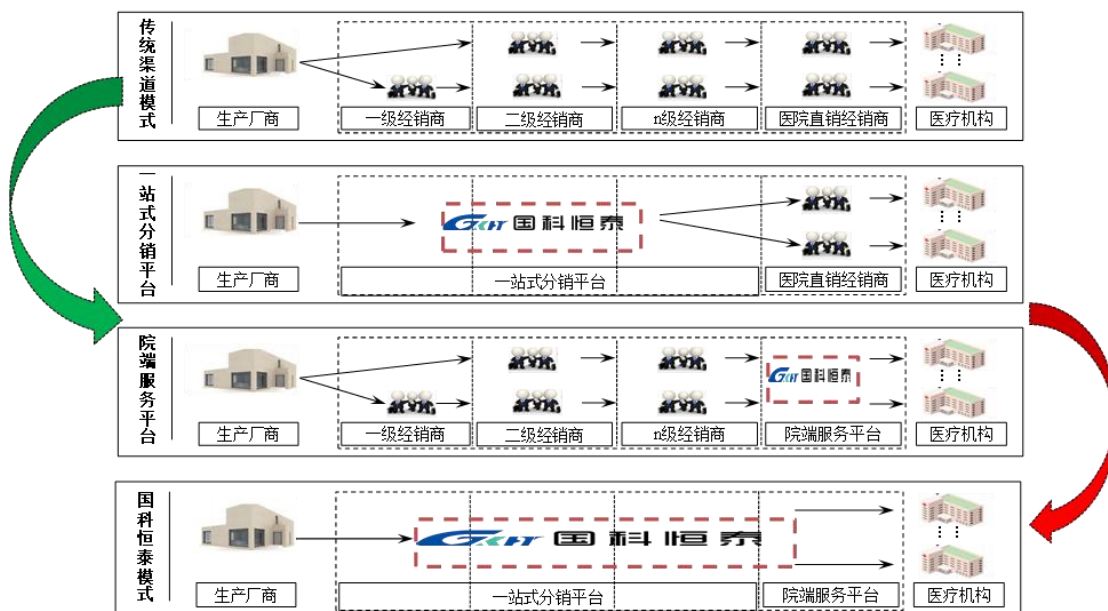 传统渠道模式
生产厂商
一级经销商
二级经销商
n级经销商
医院直销经销商
医疗机构
一站式分销平台
GKHT 国科恒泰
生产厂商
一站式分销平台
医院直销经销商
医疗机构
院端服务平台
GKHT 国科恒泰
生产厂商
一级经销商
二级经销商
n级经销商
院端服务平台
医疗机构
国科恒泰模式
GKHT 国科恒泰
生产厂商
一站式分销平台
院端服务平台
医疗机构